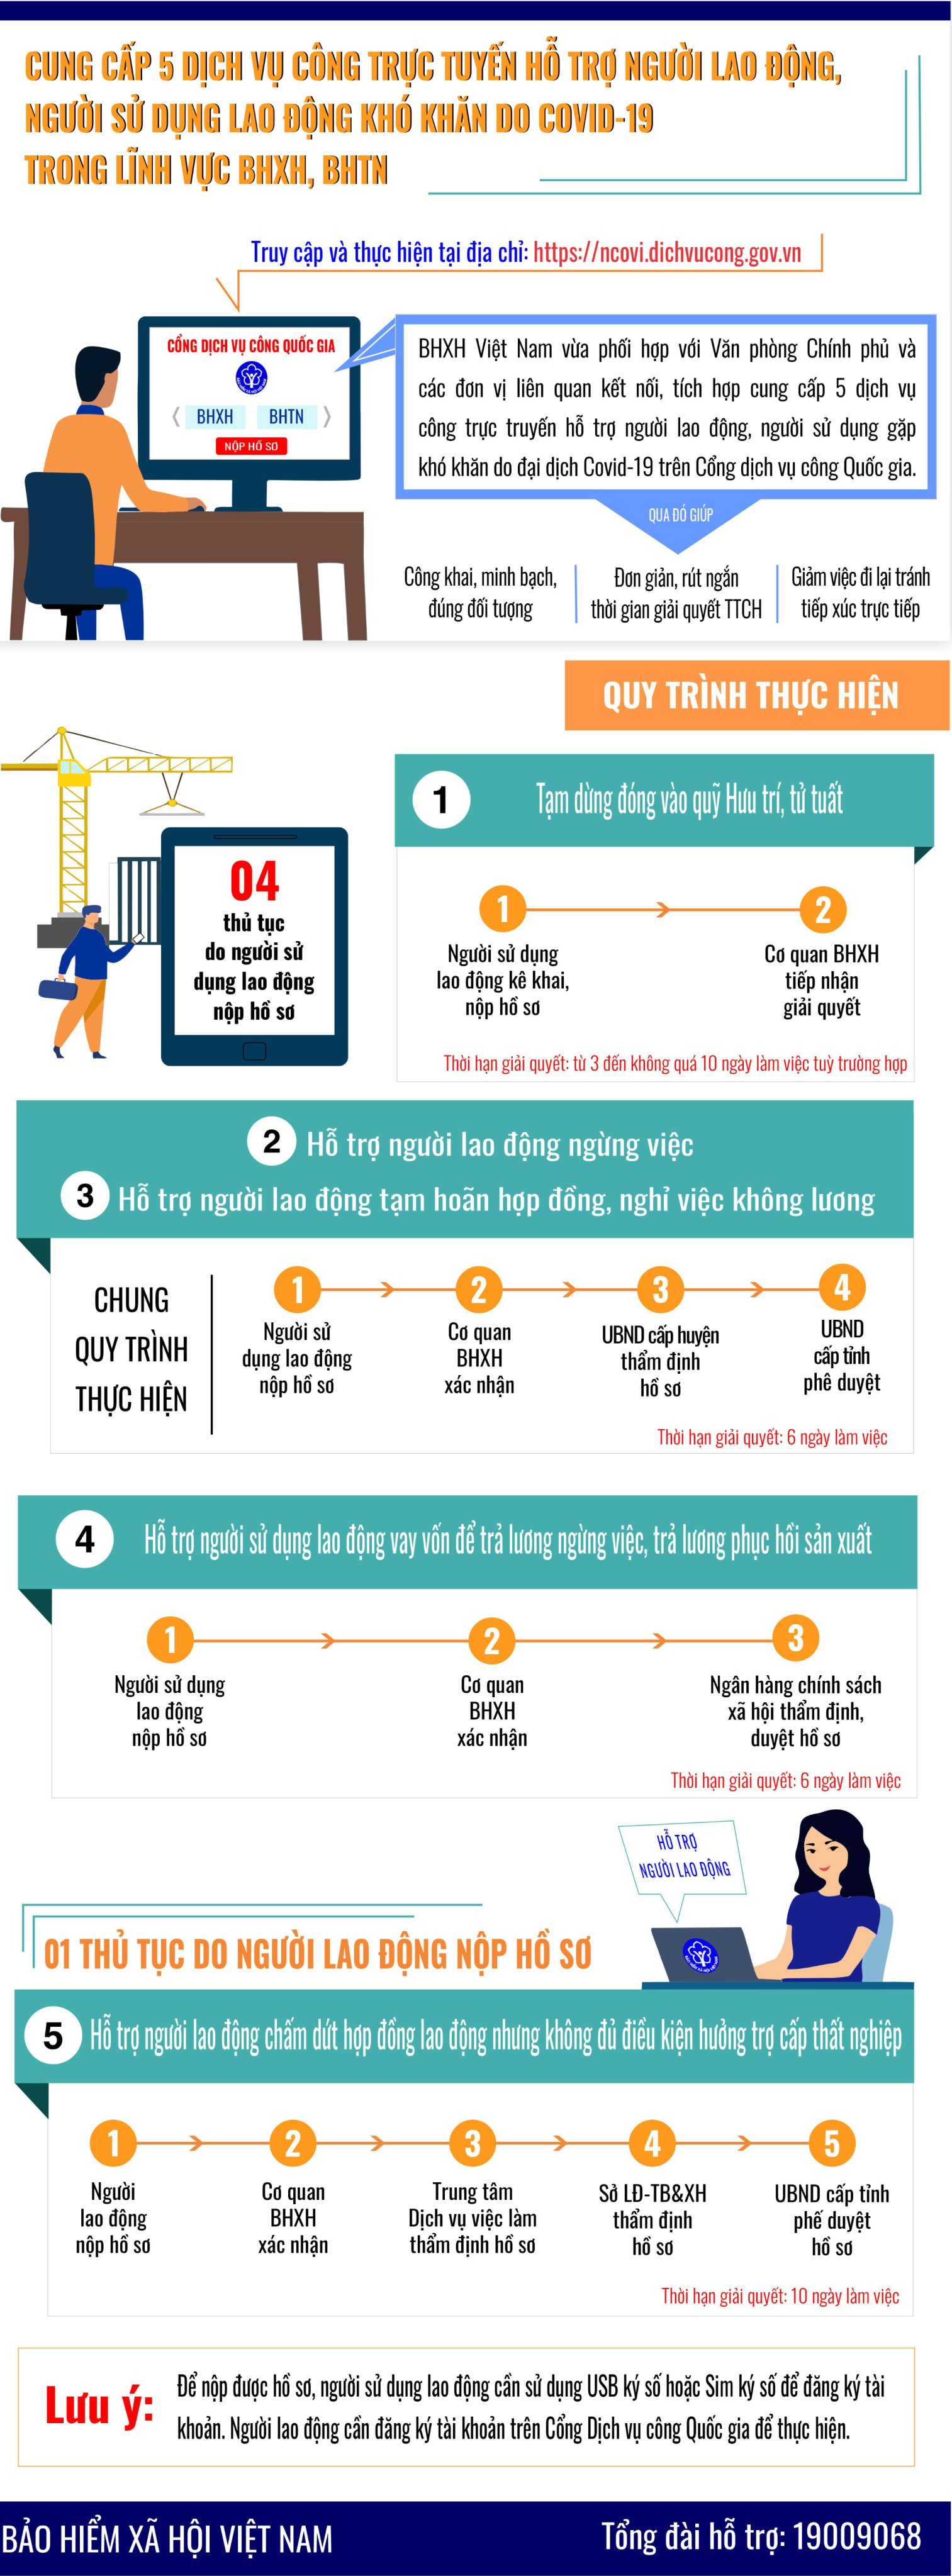 CUNG CẤP 5 DỊCH VỤ CÔNG TRỰC TUYẾN HỖ TRỢ NGƯỜI LAO ĐỘNG,
NGƯỜI SỬ DỤNG LAO ĐỘNG KHÓ KHĂN DO COVID-19
TRONG LĨNH VỰC BHXH, BHTN
Truy cập và thực hiện tại địa chỉ: https://ncovi.dichvucong.gov.vn
CỔNG DỊCH VỤ CÔNG QUỐC GIA
BHXH BHTN
NỘP HỒ SƠ
BHXH Việt Nam vừa phối hợp với Văn phòng Chính phủ và
các đơn vị liên quan kết nối, tích hợp cung cấp 5 dịch vụ
công trực truyến hỗ trợ người lao động, người sử dụng gặp
khó khăn do đại dịch Covid-19 trên Cổng dịch vụ công Quốc gia.
QUA ĐÓ GIÚP
Công khai, minh bạch,
đúng đối tượng
Đơn giản, rút ngắn
thời gian giải quyết TTCH
Giảm việc đi lại tránh
tiếp xúc trực tiếp
QUY TRÌNH THỰC HIỆN
04
thủ tục
do người sử
dụng lao động
nộp hồ sơ
1 Tạm dừng đóng vào quỹ Hưu trí, tử tuất
1
Người sử dụng
lao động kê khai,
nộp hồ sơ
2
Cơ quan BHXH
tiếp nhận
giải quyết
Thời hạn giải quyết: từ 3 đến không quá 10 ngày làm việc tuỳ trường hợp
2 Hỗ trợ người lao động ngừng việc
3 Hỗ trợ người lao động tạm hoãn hợp đồng, nghỉ việc không lương
CHUNG
QUY TRÌNH
THỰC HIỆN
1
Người sử
dụng lao động
nộp hồ sơ
2
Cơ quan
BHXH
xác nhận
3
UBND cấp huyện
thẩm định
hồ sơ
4
UBND
cấp tỉnh
phê duyệt
Thời hạn giải quyết: 6 ngày làm việc
4 Hỗ trợ người sử dụng lao động vay vốn để trả lương ngừng việc, trả lương phục hồi sản xuất
1
Người sử dụng
lao động
nộp hồ sơ
2
Cơ quan
BHXH
xác nhận
3
Ngân hàng chính sách
xã hội thẩm định,
duyệt hồ sơ
Thời hạn giải quyết: 6 ngày làm việc
HỖ TRỢ
NGƯỜI LAO ĐỘNG
01 THỦ TỤC DO NGƯỜI LAO ĐỘNG NỘP HỒ SƠ
5 Hỗ trợ người lao động chấm dứt hợp đồng lao động nhưng không đủ điều kiện hưởng trợ cấp thất nghiệp
1
Người
lao động
nộp hồ sơ
2
Cơ quan
BHXH
xác nhận
3
Trung tâm
Dịch vụ việc làm
thẩm định hồ sơ
4
Sở LĐ-TB&XH
thẩm định
hồ sơ
5
UBND cấp tỉnh
phế duyệt
hồ sơ
Thời hạn giải quyết: 10 ngày làm việc
Lưu ý:
Để nộp được hồ sơ, người sử dụng lao động cần sử dụng USB ký số hoặc Sim ký số để đăng ký tài
khoản. Người lao động cần đăng ký tài khoản trên Cổng Dịch vụ công Quốc gia để thực hiện.
BẢO HIỂM XÃ HỘI VIỆT NAM
Tổng đài hỗ trợ: 19009068